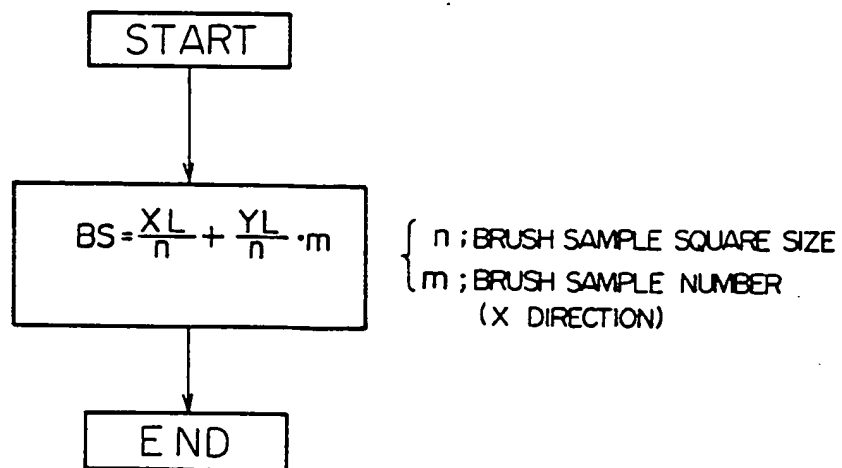 START
BS = XL/n + YL/n · m
n ; BRUSH SAMPLE SQUARE SIZE
m ; BRUSH SAMPLE NUMBER
(X DIRECTION)
END